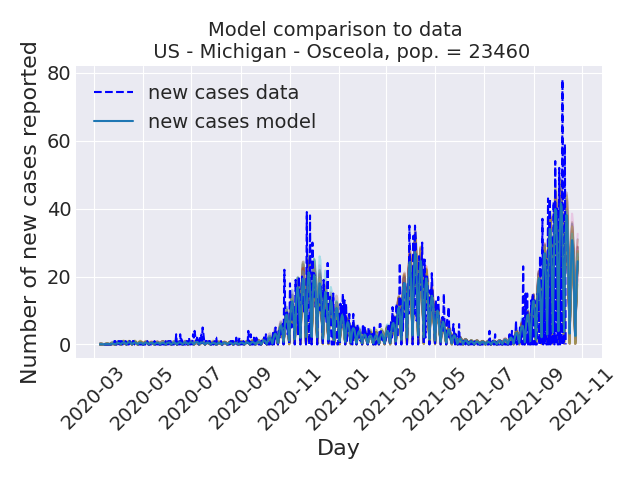 Model comparison to data
US - Michigan - Osceola, pop. = 23460
Number of new cases reported
80
60
40
20
0
new cases data
new cases model
2020-03
2020-05
2020-07
2020-09
2020-11
2021-01
2021-03
2021-05
2021-07
2021-09
2021-11
Day